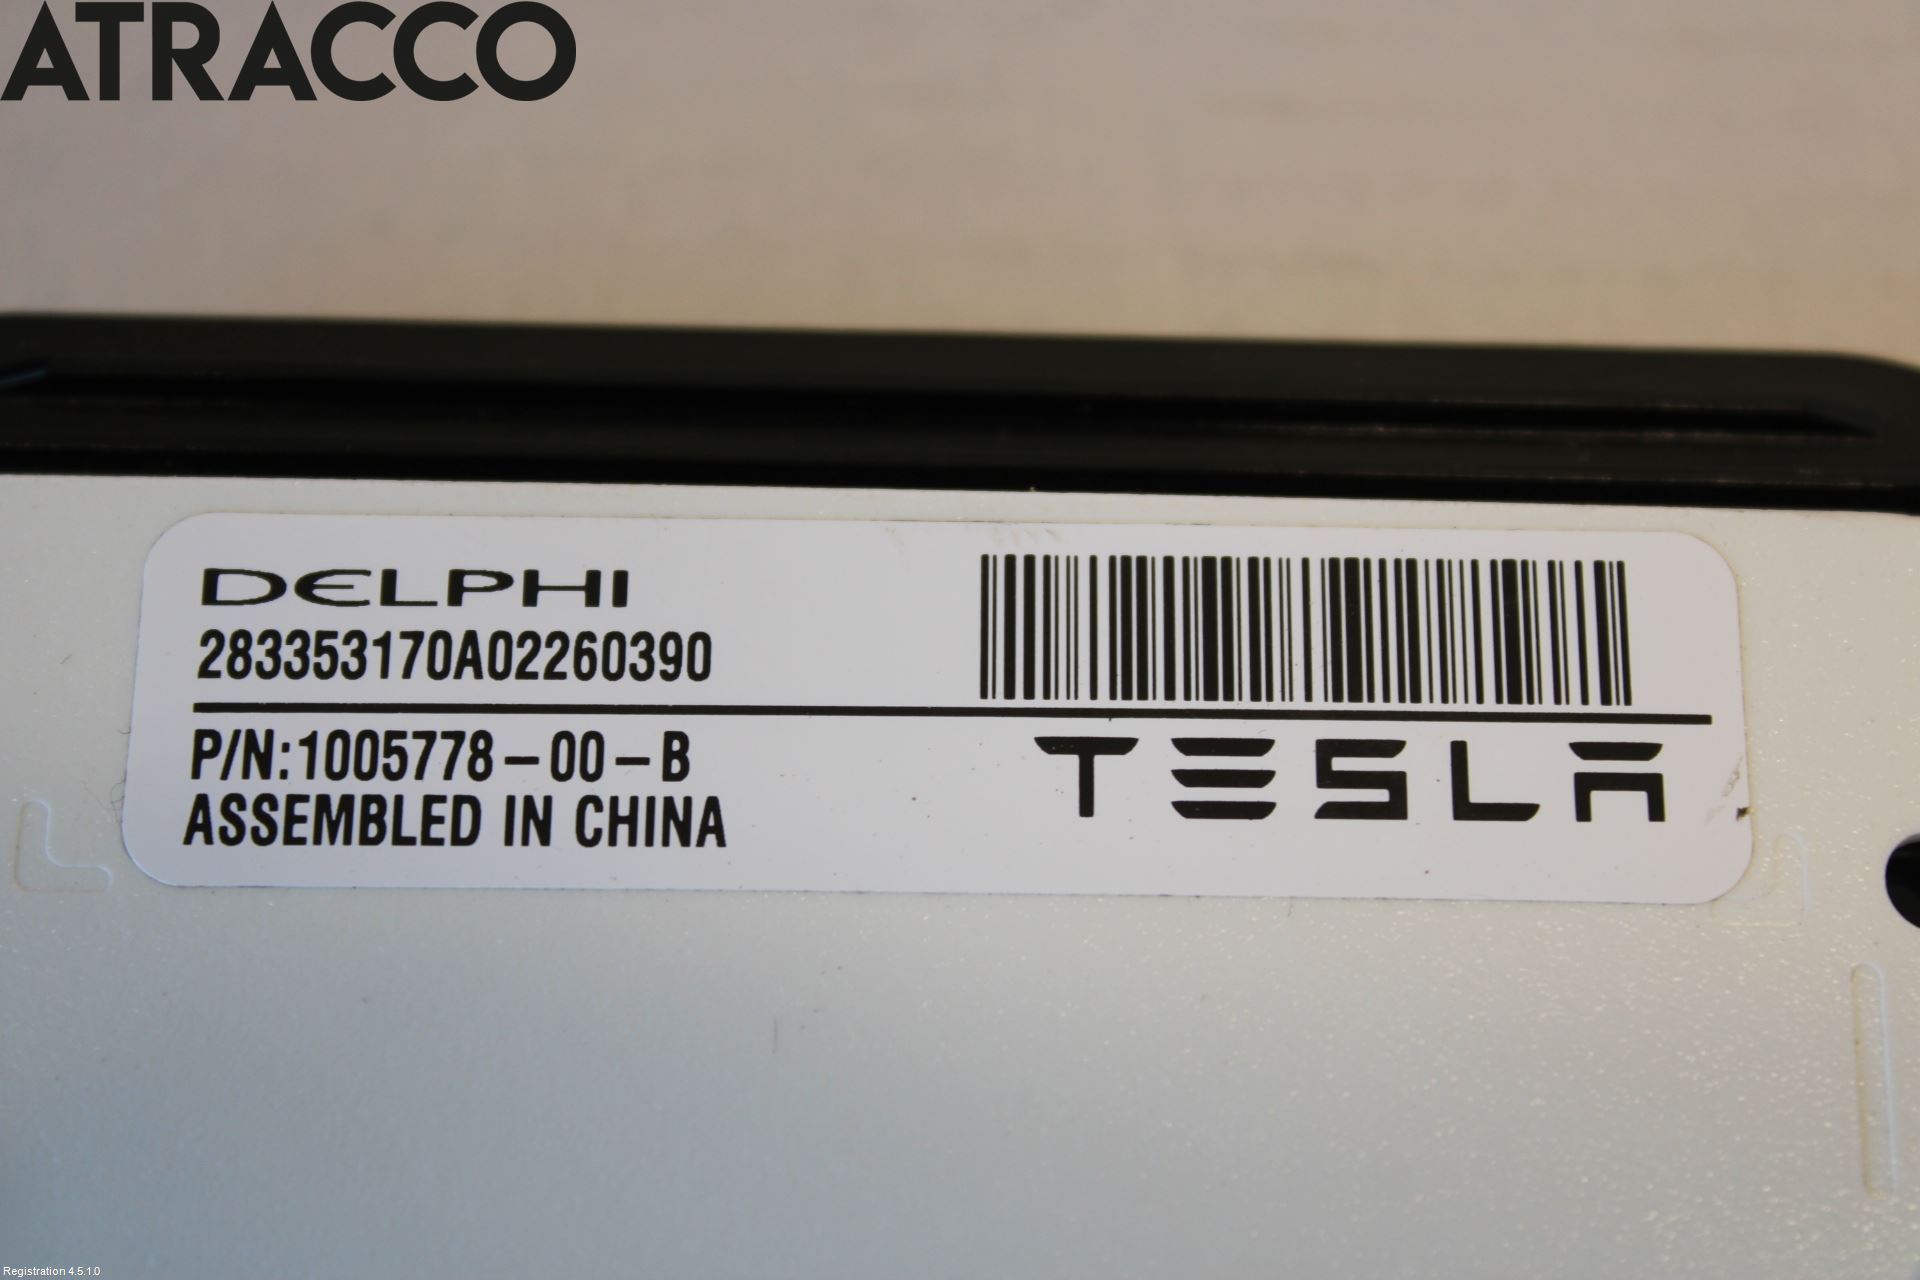 ATRACCO
DELPHI
283353170A02260390
P/N:1005778-00-B
ASSEMBLED IN CHINA
TESLA
Registration 4.5.1.0